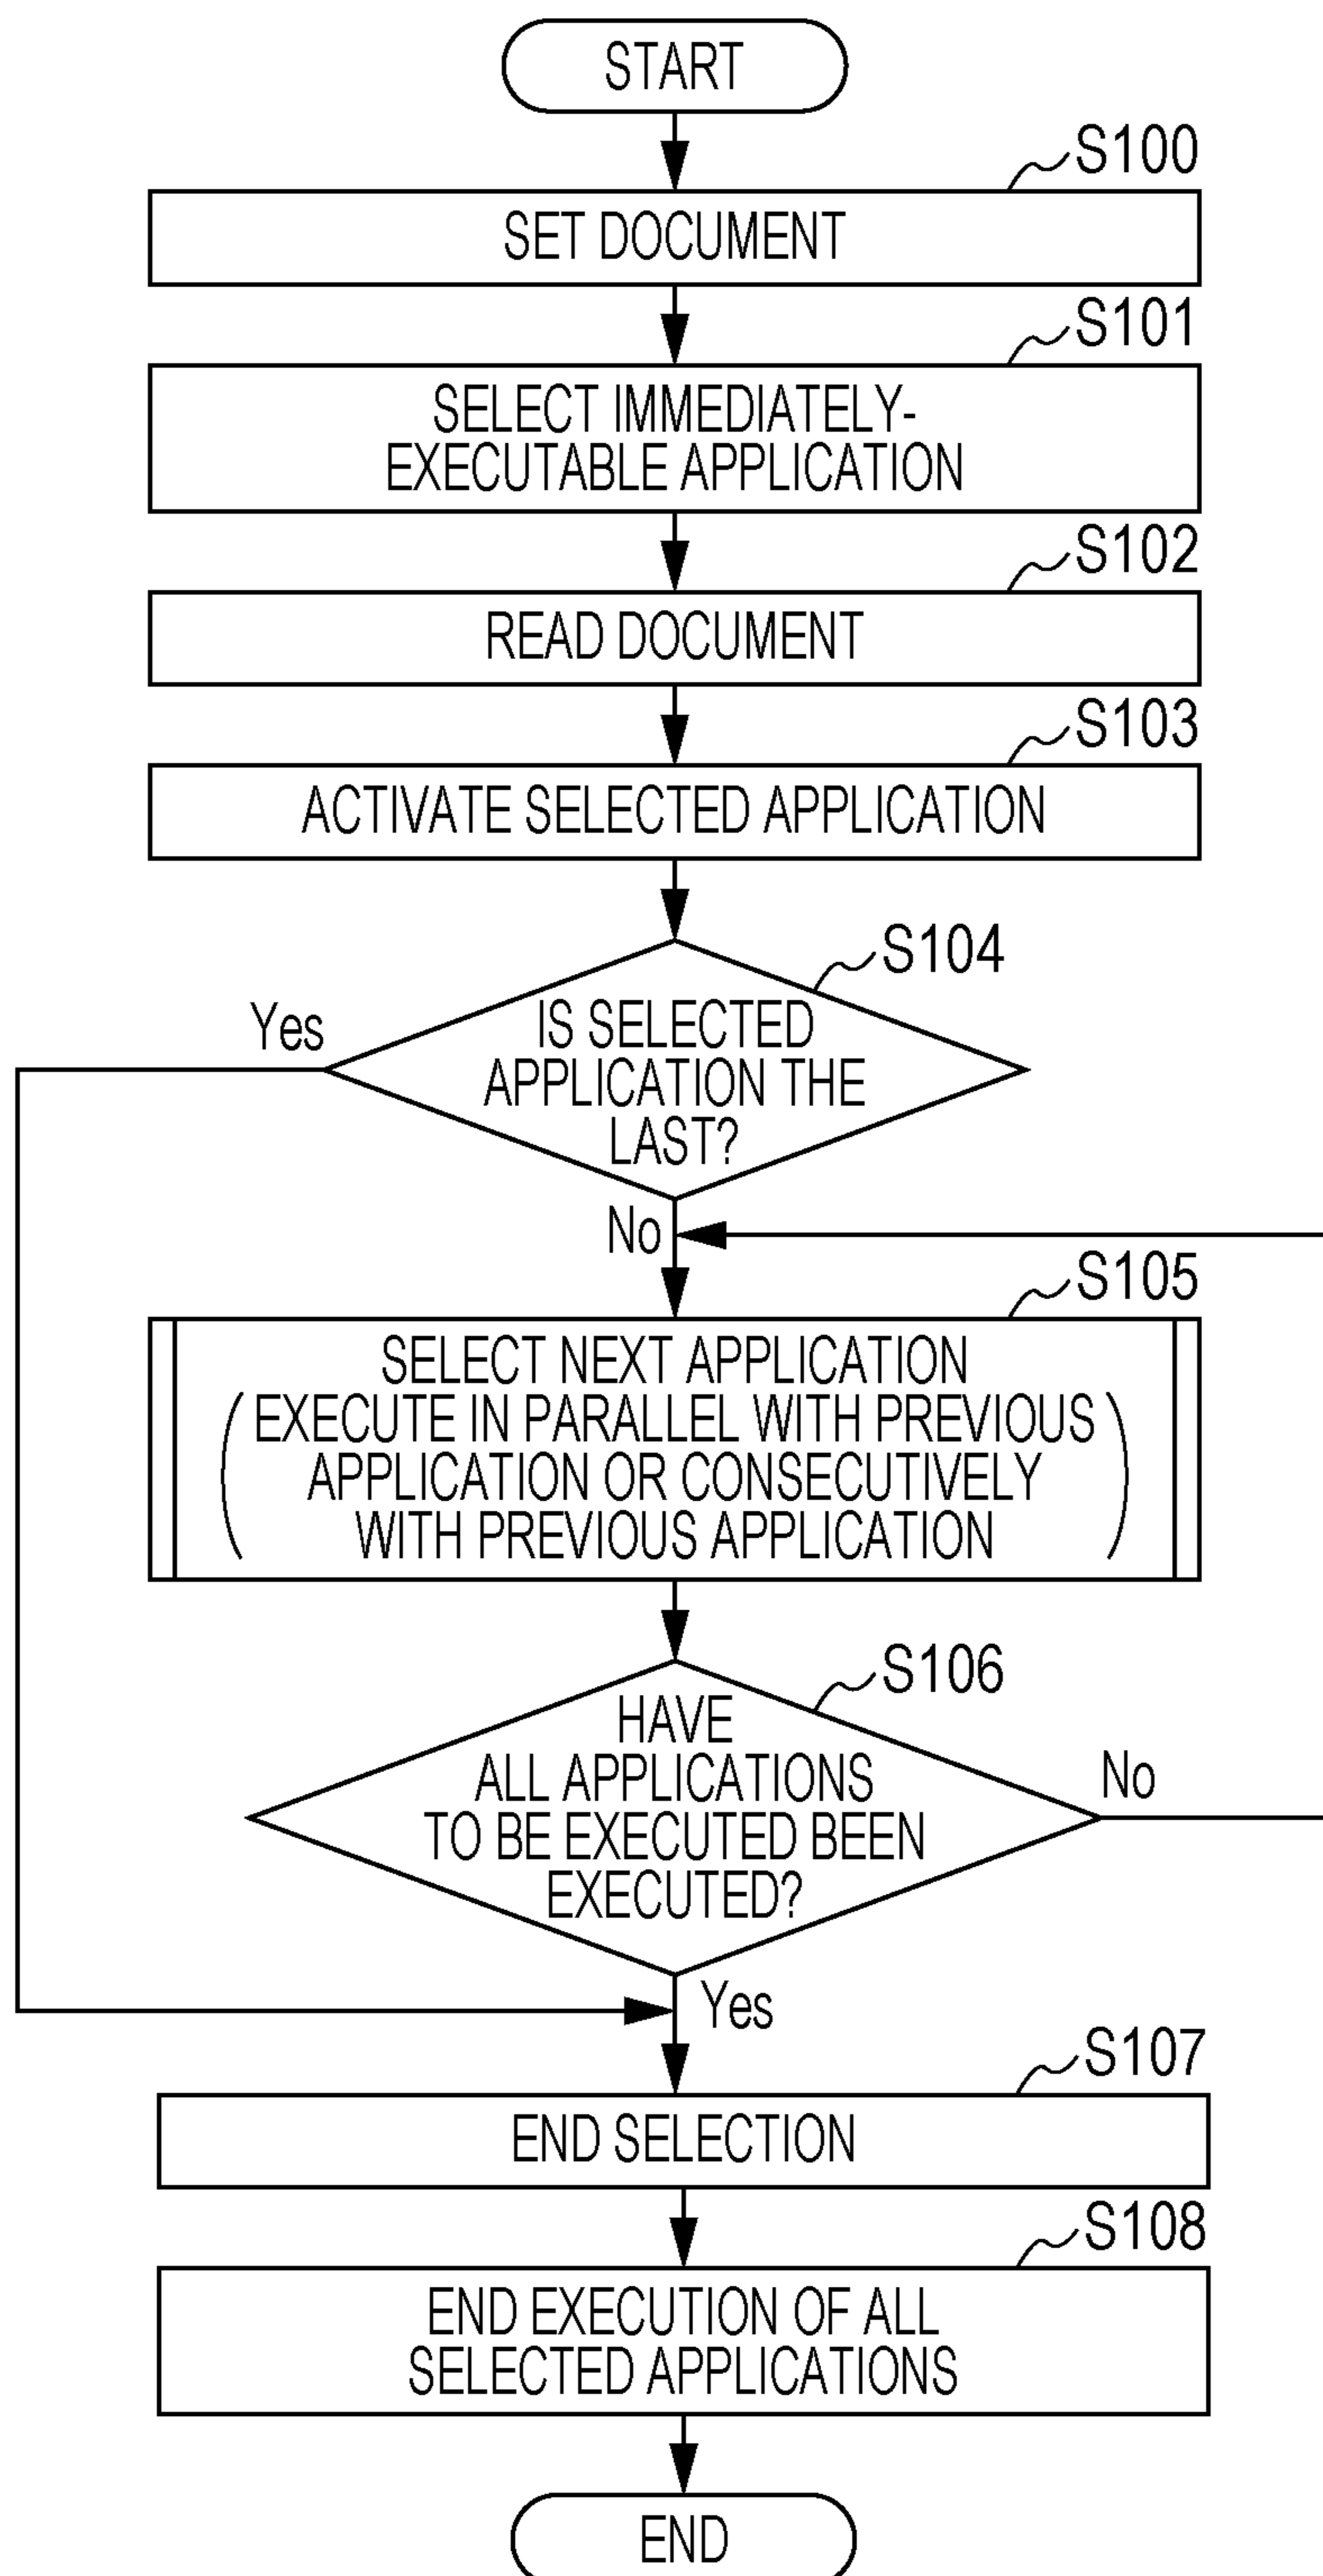 START
S100
SET DOCUMENT
S101
SELECT IMMEDIATELY-
EXECUTABLE APPLICATION
S102
READ DOCUMENT
S103
ACTIVATE SELECTED APPLICATION
S104
Yes
IS SELECTED
APPLICATION THE
LAST?
No
S105
SELECT NEXT APPLICATION
(EXECUTE IN PARALLEL WITH PREVIOUS
APPLICATION OR CONSECUTIVELY
WITH PREVIOUS APPLICATION)
S106
HAVE
ALL APPLICATIONS
TO BE EXECUTED BEEN
EXECUTED?
No
Yes
S107
END SELECTION
S108
END EXECUTION OF ALL
SELECTED APPLICATIONS
END